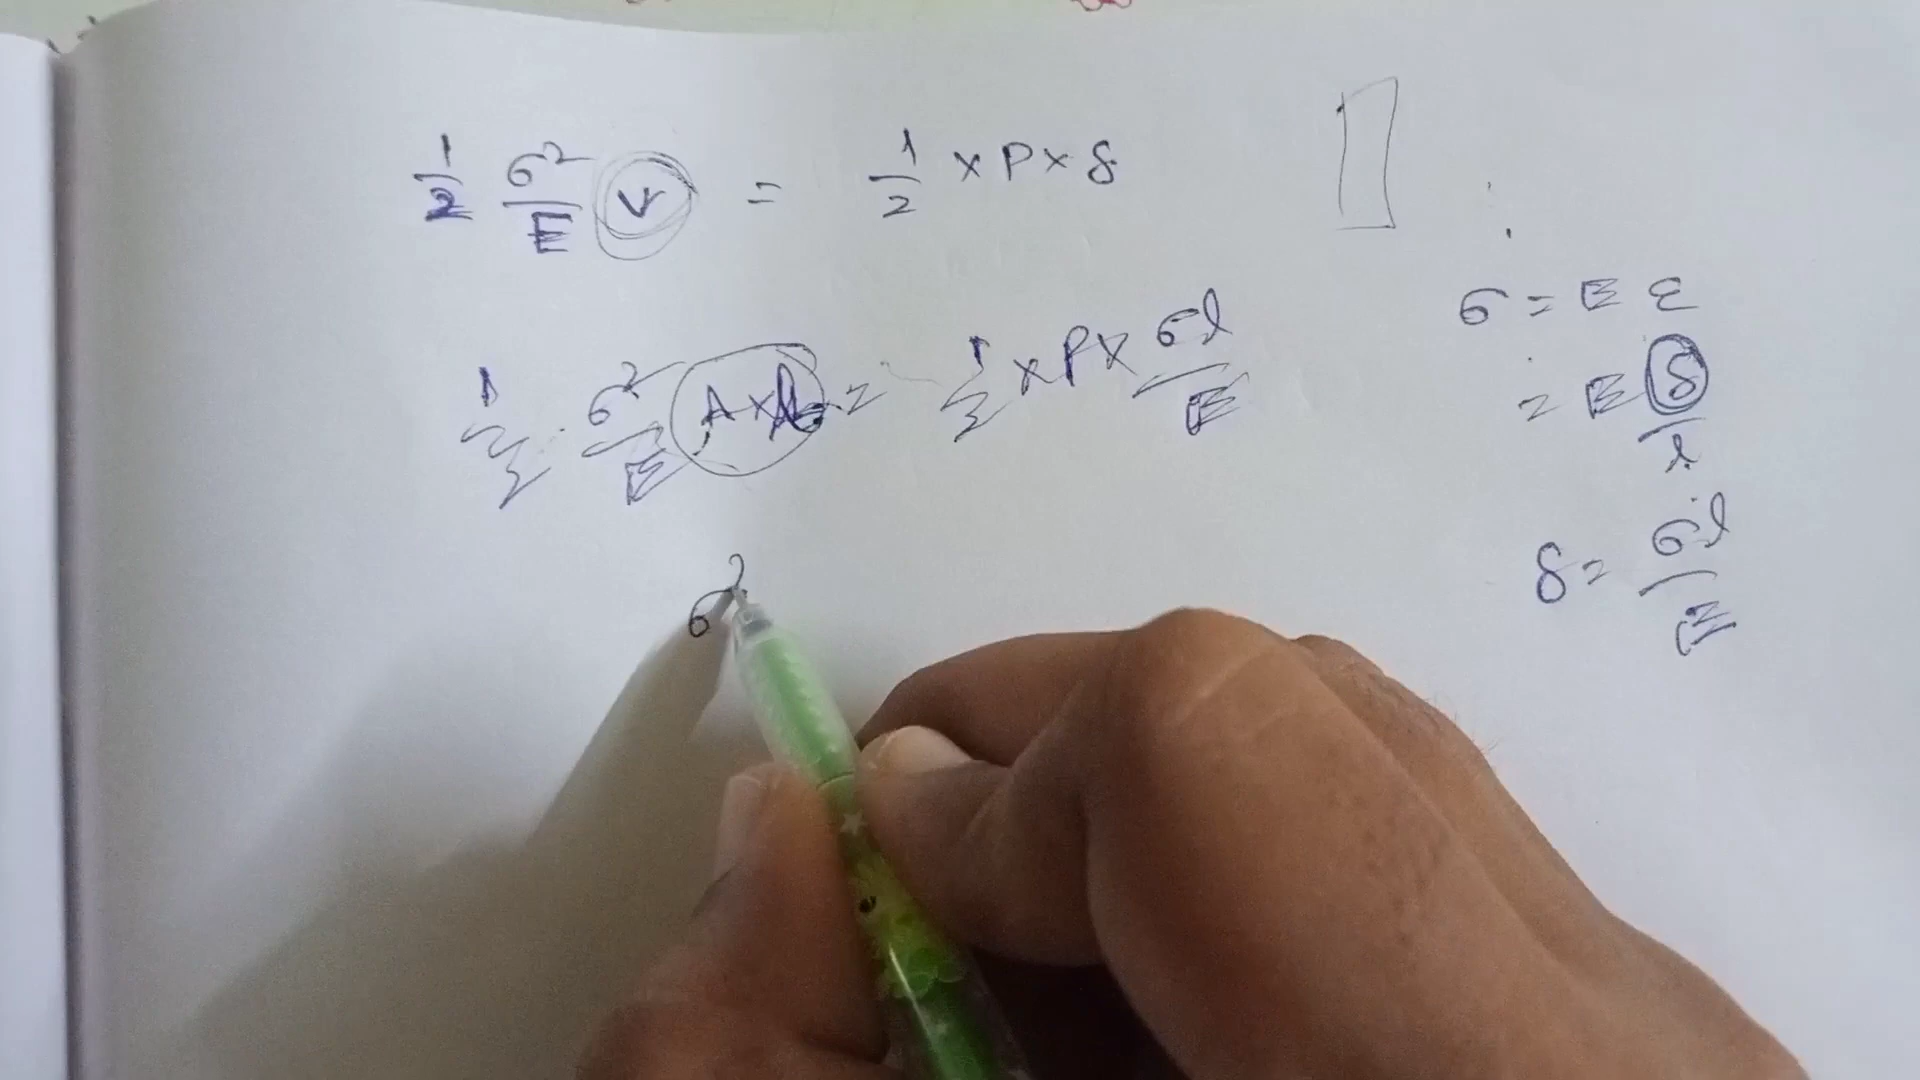 1/2 σ²/E V = 1/2 × P × δ
1/2 · σ²/E A×l = 1/2 × P × σl/E
σ²
σ = E ε
= E δ/l
δ = σl/E